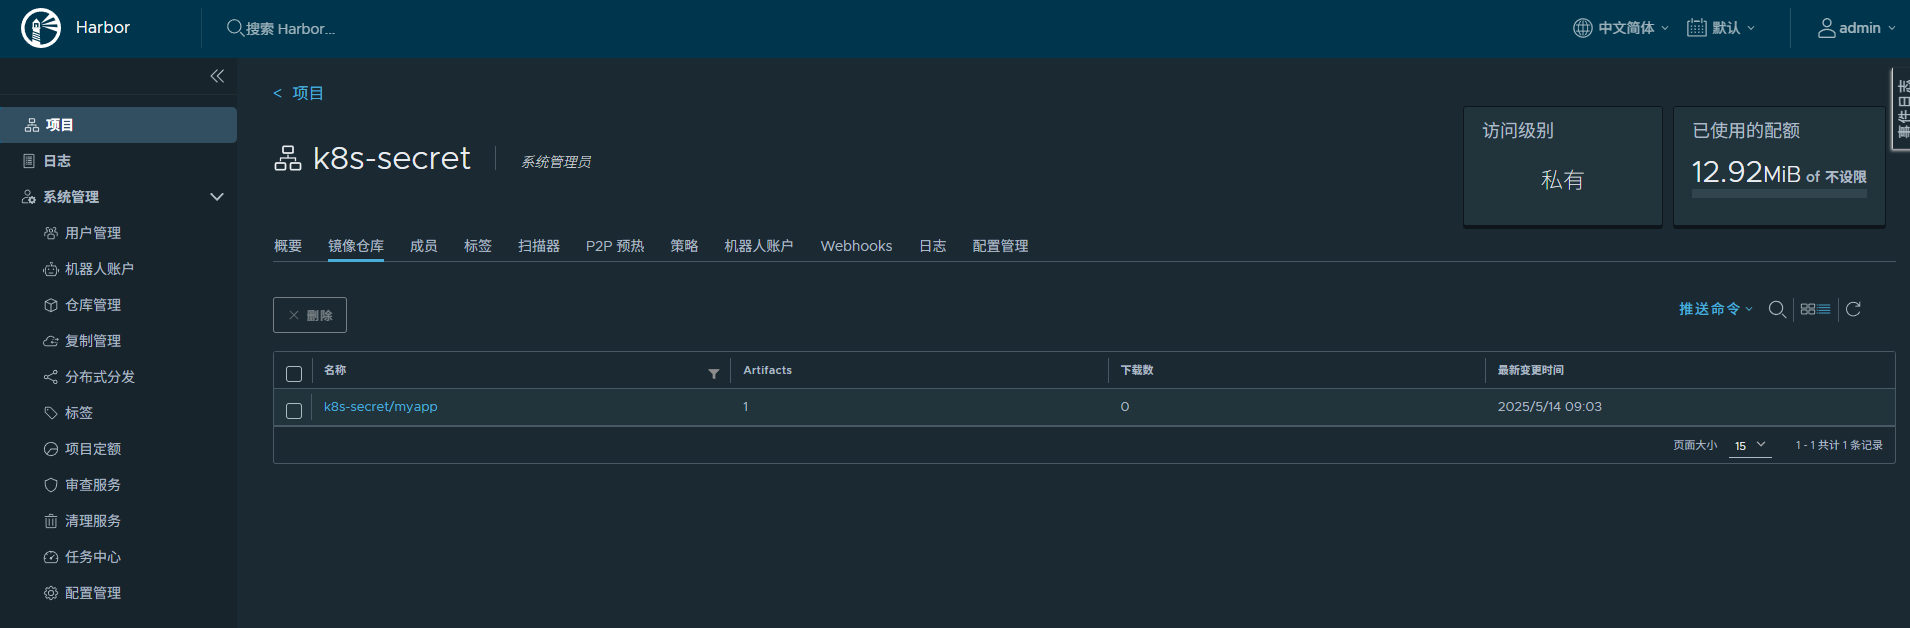 Harbor
搜索 Harbor...
中文简体
默认
admin
项目
日志
系统管理
用户管理
机器人账户
仓库管理
复制管理
分布式分发
标签
项目定额
审查服务
清理服务
任务中心
配置管理
< 项目
k8s-secret
系统管理员
访问级别
私有
已使用的配额
12.92MiB of 不设限
事件日志
概要 镜像仓库 成员 标签 扫描器 P2P 预热 策略 机器人账户 Webhooks 日志 配置管理
删除
推送命令
名称 Artifacts 下载数 最新变更时间
k8s-secret/myapp 1 0 2025/5/14 09:03
页面大小 15 1 - 1 共计 1 条记录